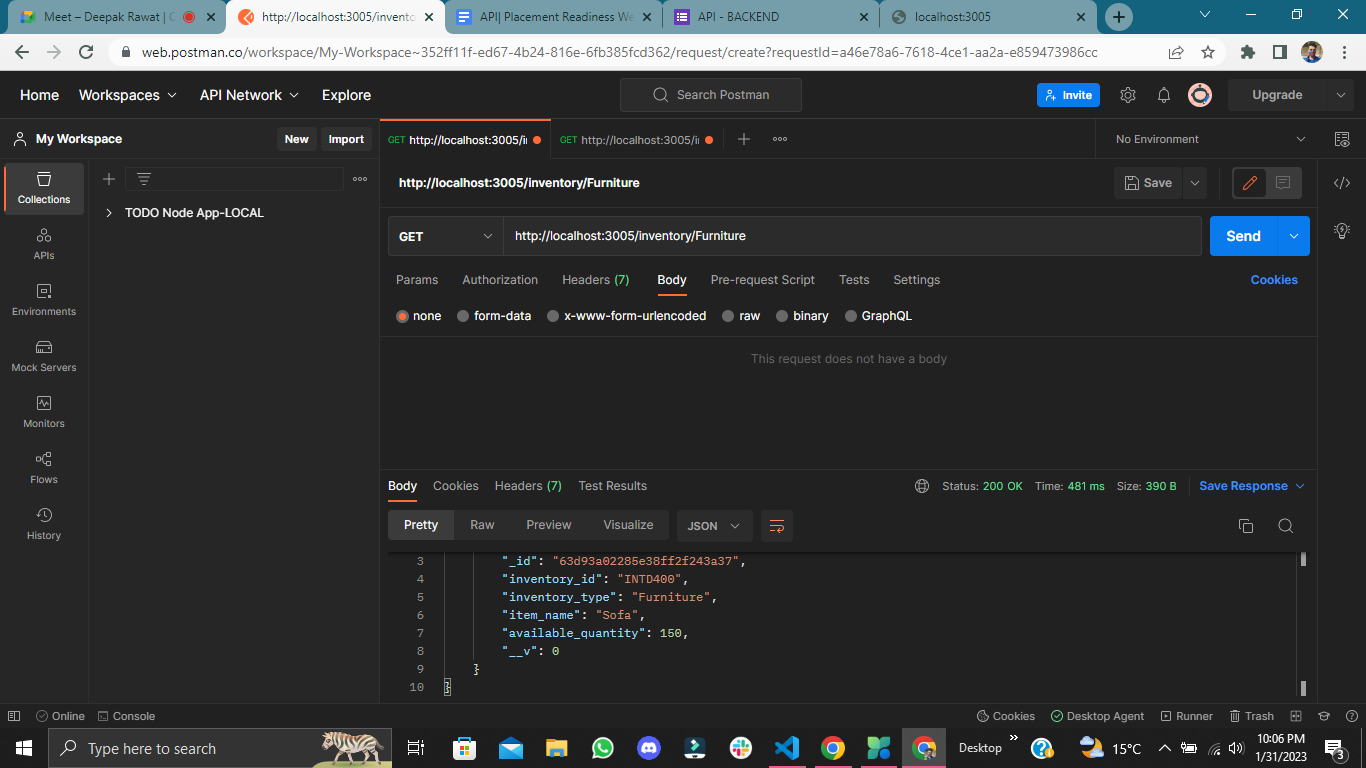 Meet – Deepak Rawat | C
http://localhost:3005/invento
API| Placement Readiness We
API - BACKEND
localhost:3005
web.postman.co/workspace/My-Workspace~352ff11f-ed67-4b24-816e-6fb385fcd362/request/create?requestId=a46e78a6-7618-4ce1-aa2a-e859473986cc
Home Workspaces API Network Explore
Search Postman
Invite
Upgrade
My Workspace
New Import
GET http://localhost:3005/i
GET http://localhost:3005/i
No Environment
Collections
APIs
Environments
Mock Servers
Monitors
Flows
History
TODO Node App-LOCAL
http://localhost:3005/inventory/Furniture
Save
GET http://localhost:3005/inventory/Furniture
Send
Params Authorization Headers (7) Body Pre-request Script Tests Settings
Cookies
none form-data x-www-form-urlencoded raw binary GraphQL
This request does not have a body
Body Cookies Headers (7) Test Results
Status: 200 OK Time: 481 ms Size: 390 B Save Response
Pretty Raw Preview Visualize JSON
3 "_id": "63d93a02285e38ff2f243a37",
4 "inventory_id": "INTD400",
5 "inventory_type": "Furniture",
6 "item_name": "Sofa",
7 "available_quantity": 150,
8 "__v": 0
9 }
10 }
Online Console
Cookies Desktop Agent Runner Trash
Type here to search
Desktop
15°C
10:06 PM
1/31/2023
3